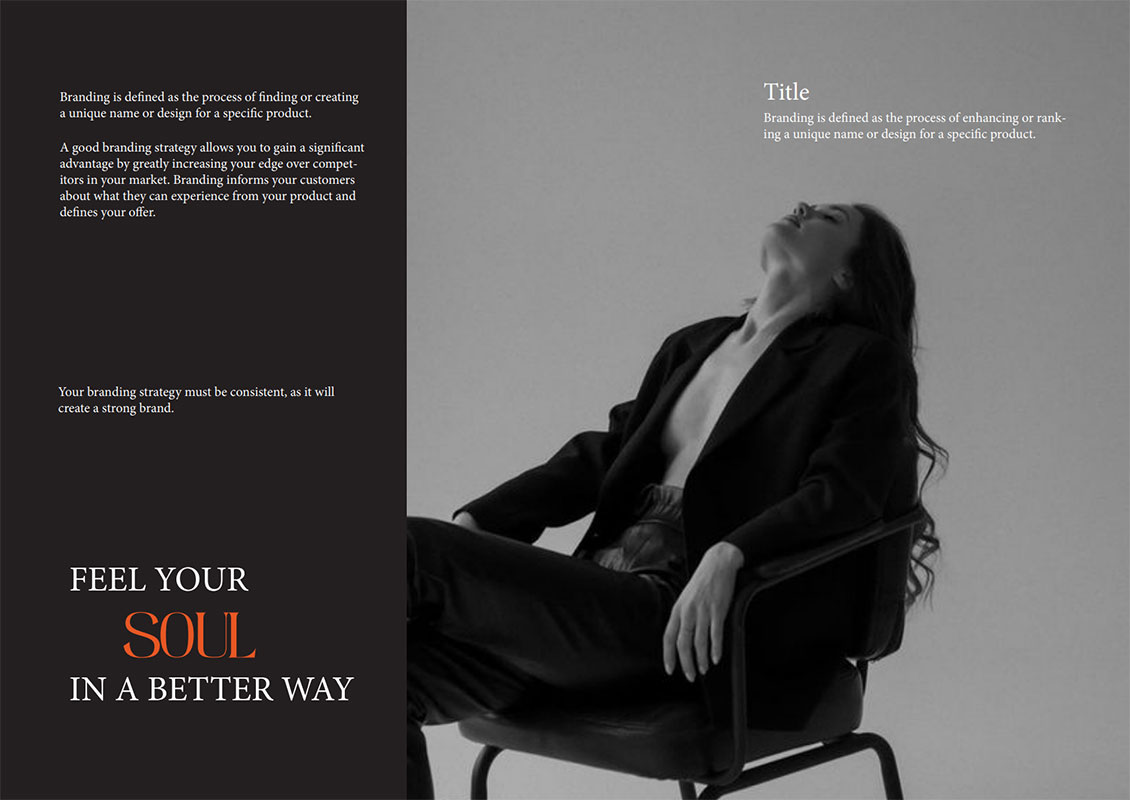 Branding is defined as the process of finding or creating
a unique name or design for a specific product.
A good branding strategy allows you to gain a significant
advantage by greatly increasing your edge over compet-
itors in your market. Branding informs your customers
about what they can experience from your product and
defines your offer.
Your branding strategy must be consistent, as it will
create a strong brand.
FEEL YOUR
SOUL
IN A BETTER WAY
Title
Branding is defined as the process of enhancing or rank-
ing a unique name or design for a specific product.